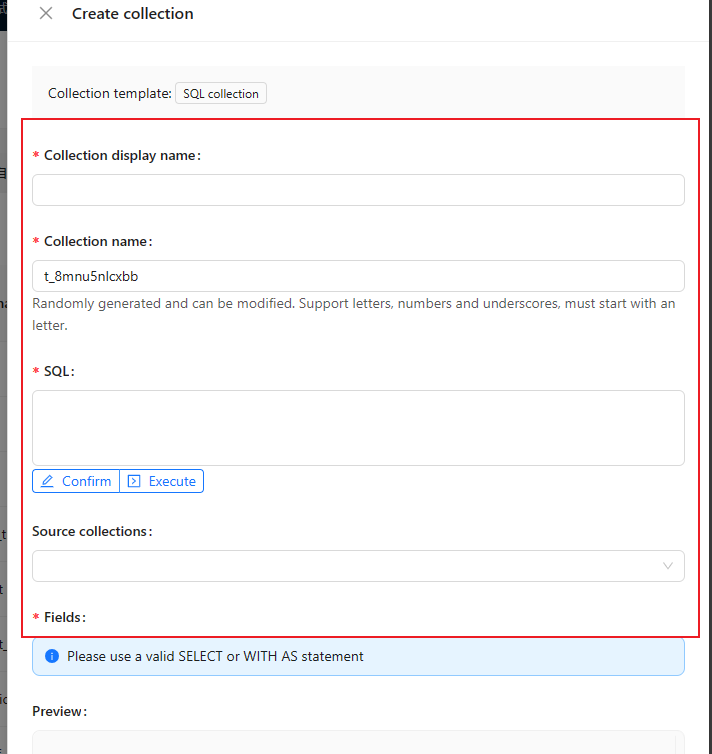 Create collection
Collection template: SQL collection
* Collection display name:
* Collection name:
t_8mnu5nlcxbb
Randomly generated and can be modified. Support letters, numbers and underscores, must start with an
letter.
* SQL:
Confirm Execute
Source collections:
* Fields:
Please use a valid SELECT or WITH AS statement
Preview: